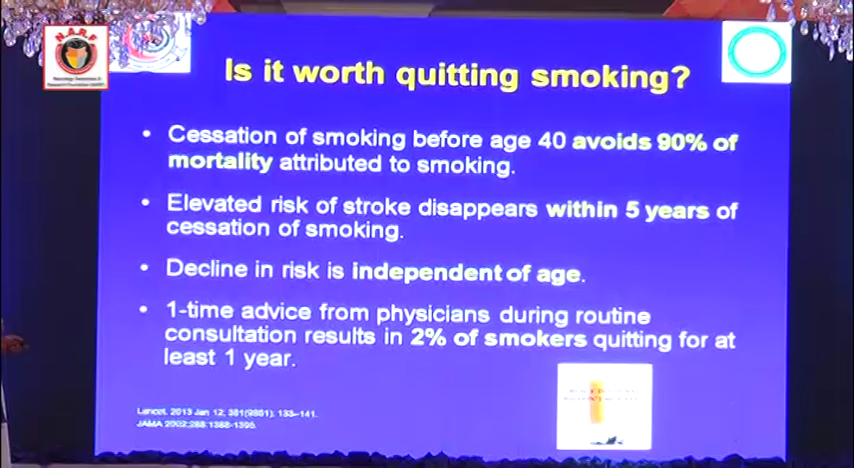 N.A.R.F
Is it worth quitting smoking?
• Cessation of smoking before age 40 avoids 90% of
mortality attributed to smoking.
• Elevated risk of stroke disappears within 5 years of
cessation of smoking.
• Decline in risk is independent of age.
• 1-time advice from physicians during routine
consultation results in 2% of smokers quitting for at
least 1 year.
Lancet. 2013 Jan 12; 381(9861): 133–141.
JAMA 2002;288:1388-1395.